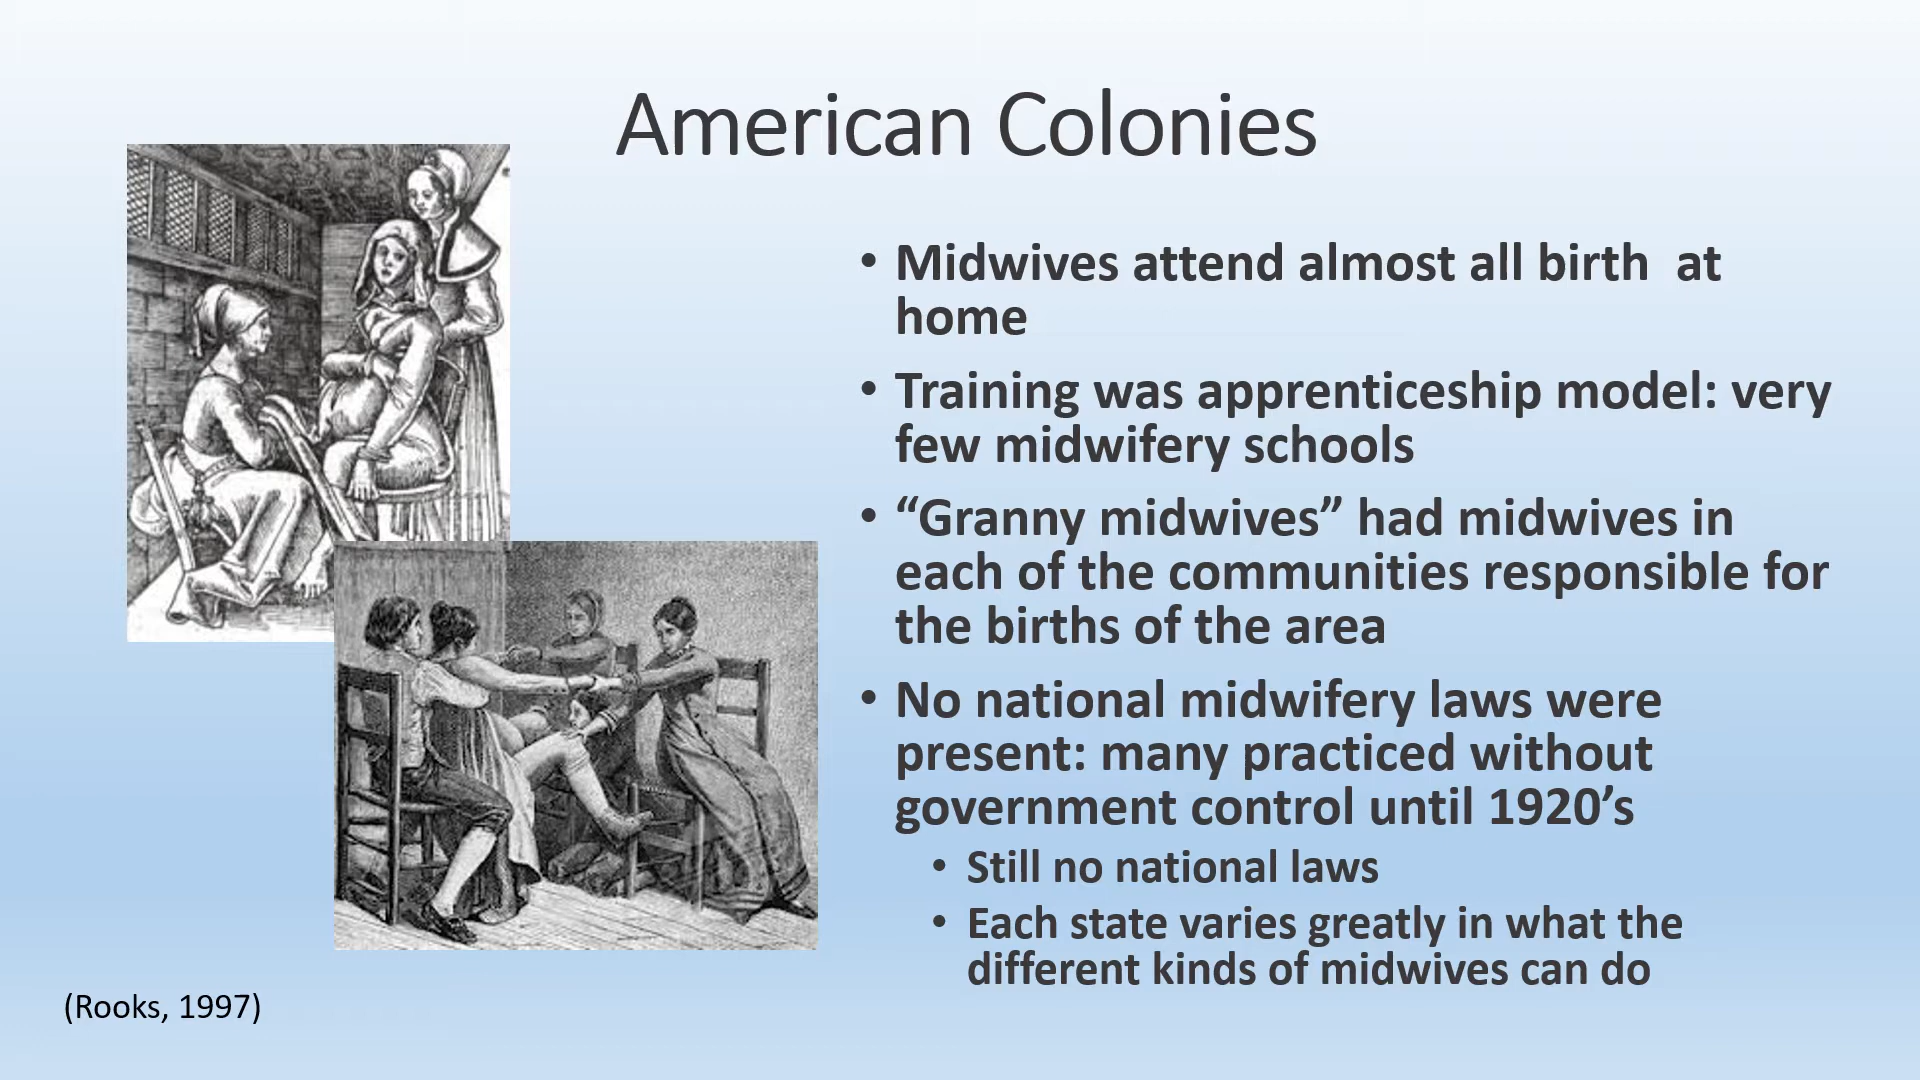 American Colonies
• Midwives attend almost all birth  at
home
• Training was apprenticeship model: very
few midwifery schools
• “Granny midwives” had midwives in
each of the communities responsible for
the births of the area
• No national midwifery laws were
present: many practiced without
government control until 1920’s
• Still no national laws
• Each state varies greatly in what the
different kinds of midwives can do
(Rooks, 1997)